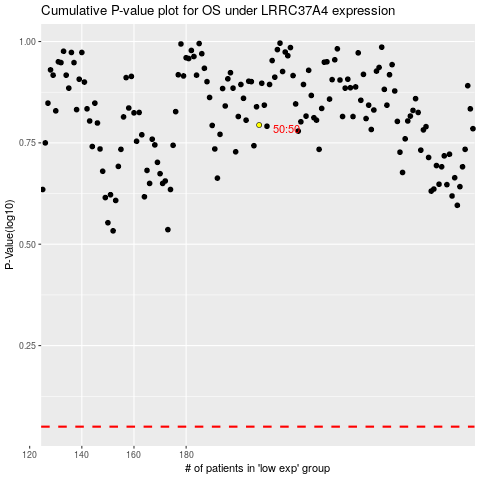 Cumulative P-value plot for OS under LRRC37A4 expression
1.00
0.75
0.50
0.25
P-Value(log10)
50:50
120 140 160 180
# of patients in 'low exp' group